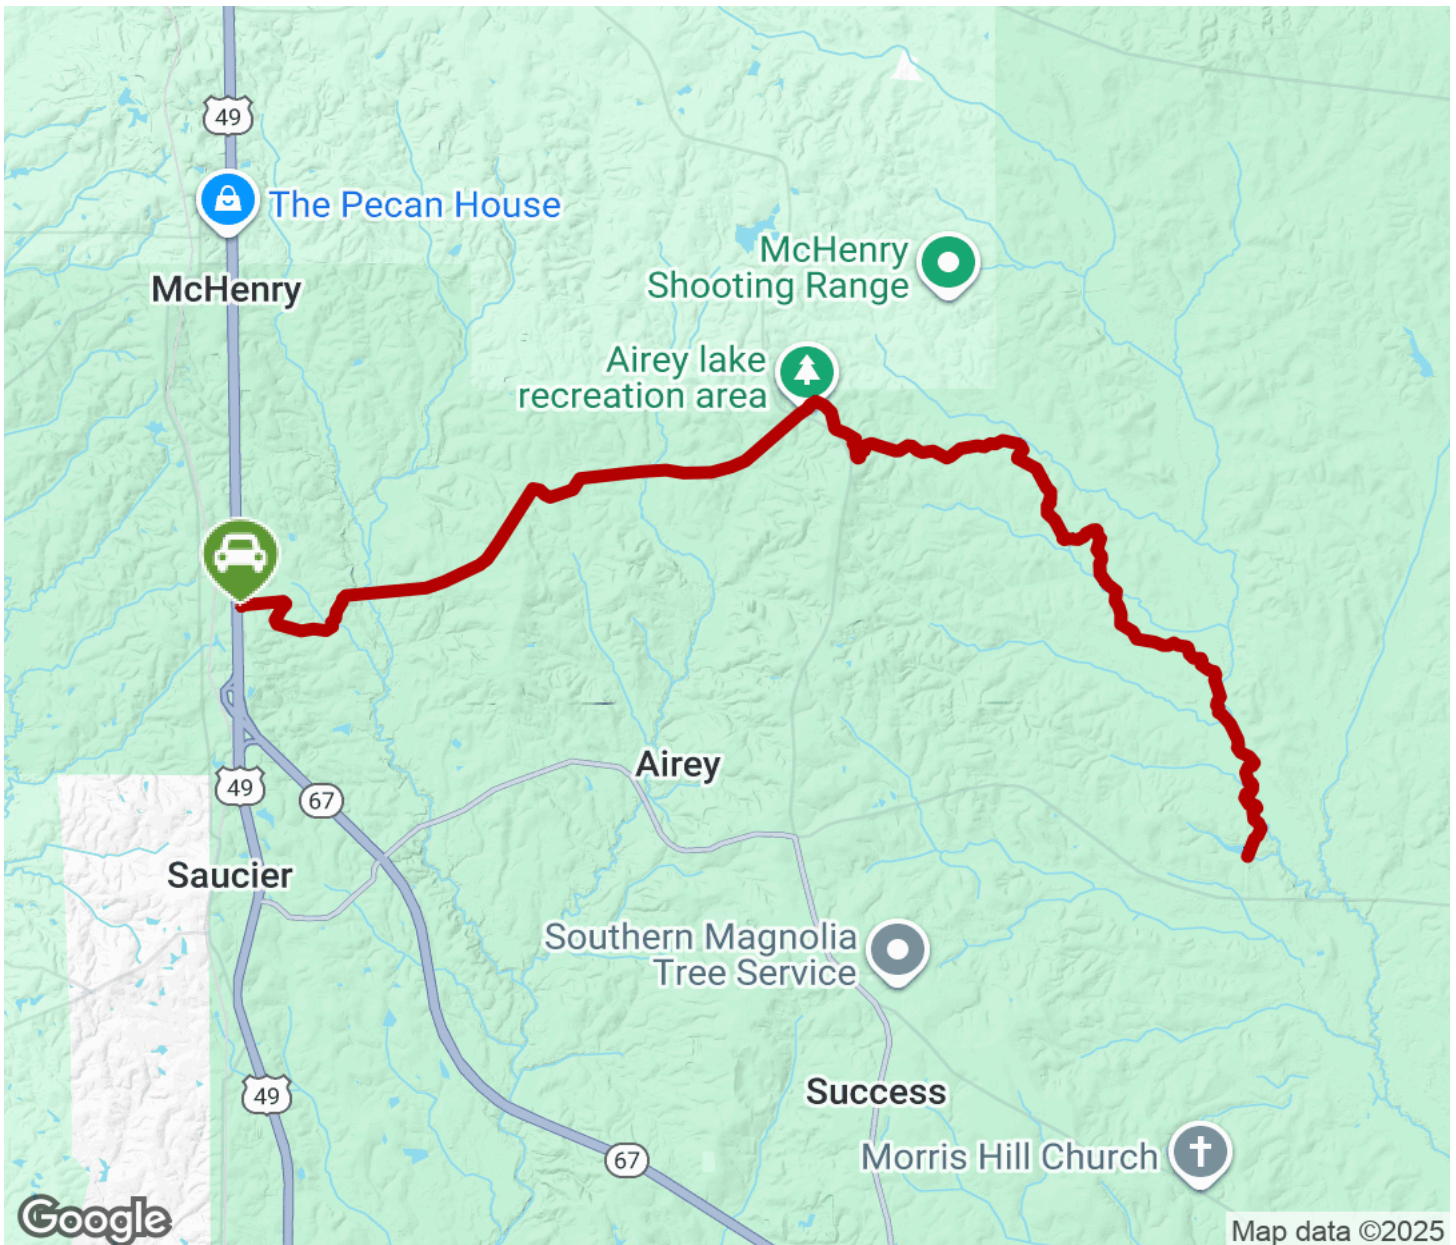 49
The Pecan House
McHenry
McHenry
Shooting Range
Airey lake
recreation area
Airey
49
67
Saucier
Southern Magnolia
Tree Service
49
Success
67
Morris Hill Church
Google
Map data ©2025